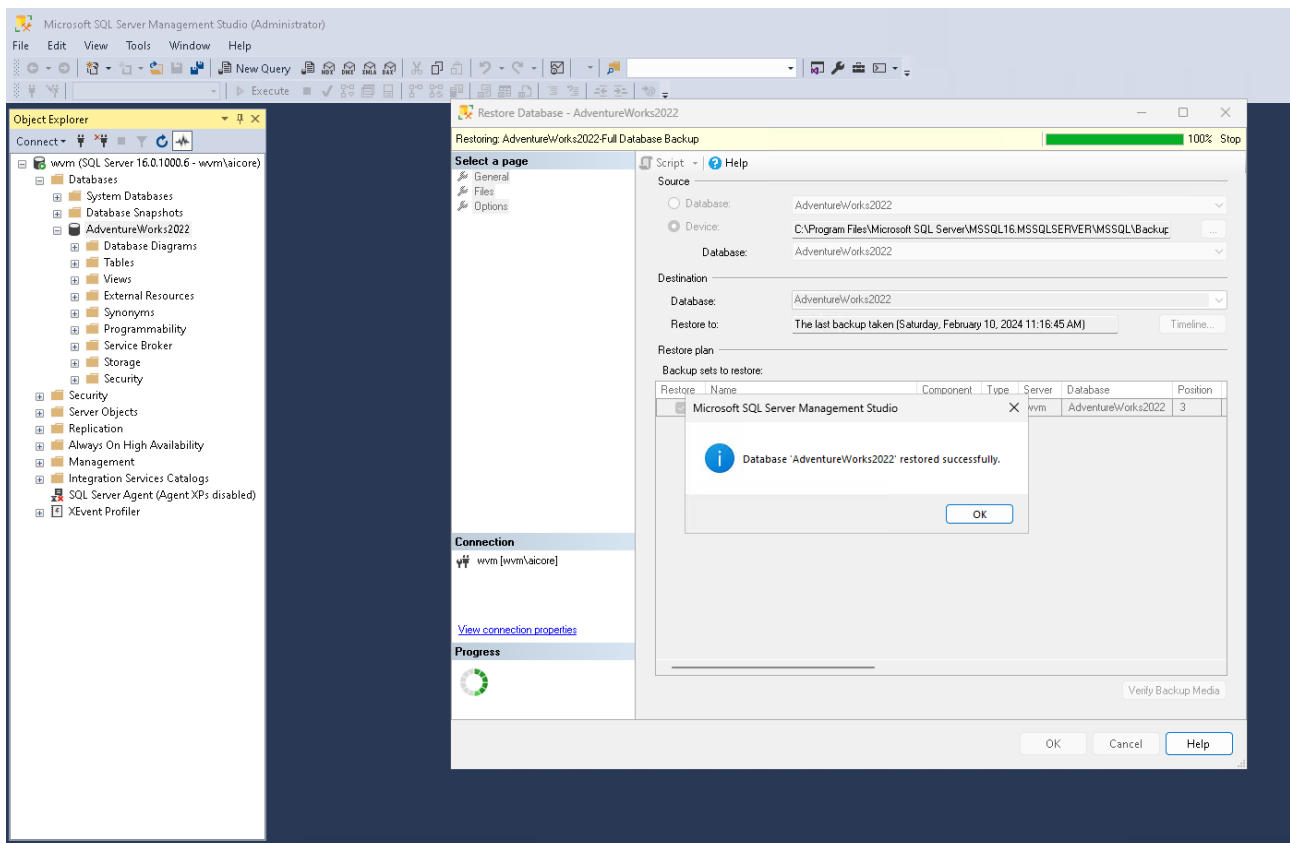 Microsoft SQL Server Management Studio (Administrator)
File Edit View Tools Window Help
New Query
Execute
Object Explorer
Connect
wvm (SQL Server 16.0.1000.6 - wvm\aicore)
Databases
System Databases
Database Snapshots
AdventureWorks2022
Database Diagrams
Tables
Views
External Resources
Synonyms
Programmability
Service Broker
Storage
Security
Security
Server Objects
Replication
Always On High Availability
Management
Integration Services Catalogs
SQL Server Agent (Agent XPs disabled)
XEvent Profiler
Restore Database - AdventureWorks2022
Restoring: AdventureWorks2022-Full Database Backup 100% Stop
Select a page
General
Files
Options
Connection
wvm [wvm\aicore]
View connection properties
Progress
Script Help
Source
Database: AdventureWorks2022
Device: C:\Program Files\Microsoft SQL Server\MSSQL16.MSSQLSERVER\MSSQL\Backup ...
Database: AdventureWorks2022
Destination
Database: AdventureWorks2022
Restore to: The last backup taken (Saturday, February 10, 2024 11:16:45 AM) Timeline...
Restore plan
Backup sets to restore:
Restore Name Component Type Server Database Position
wvm AdventureWorks2022 3
Microsoft SQL Server Management Studio
Database 'AdventureWorks2022' restored successfully.
OK
Verify Backup Media
OK Cancel Help